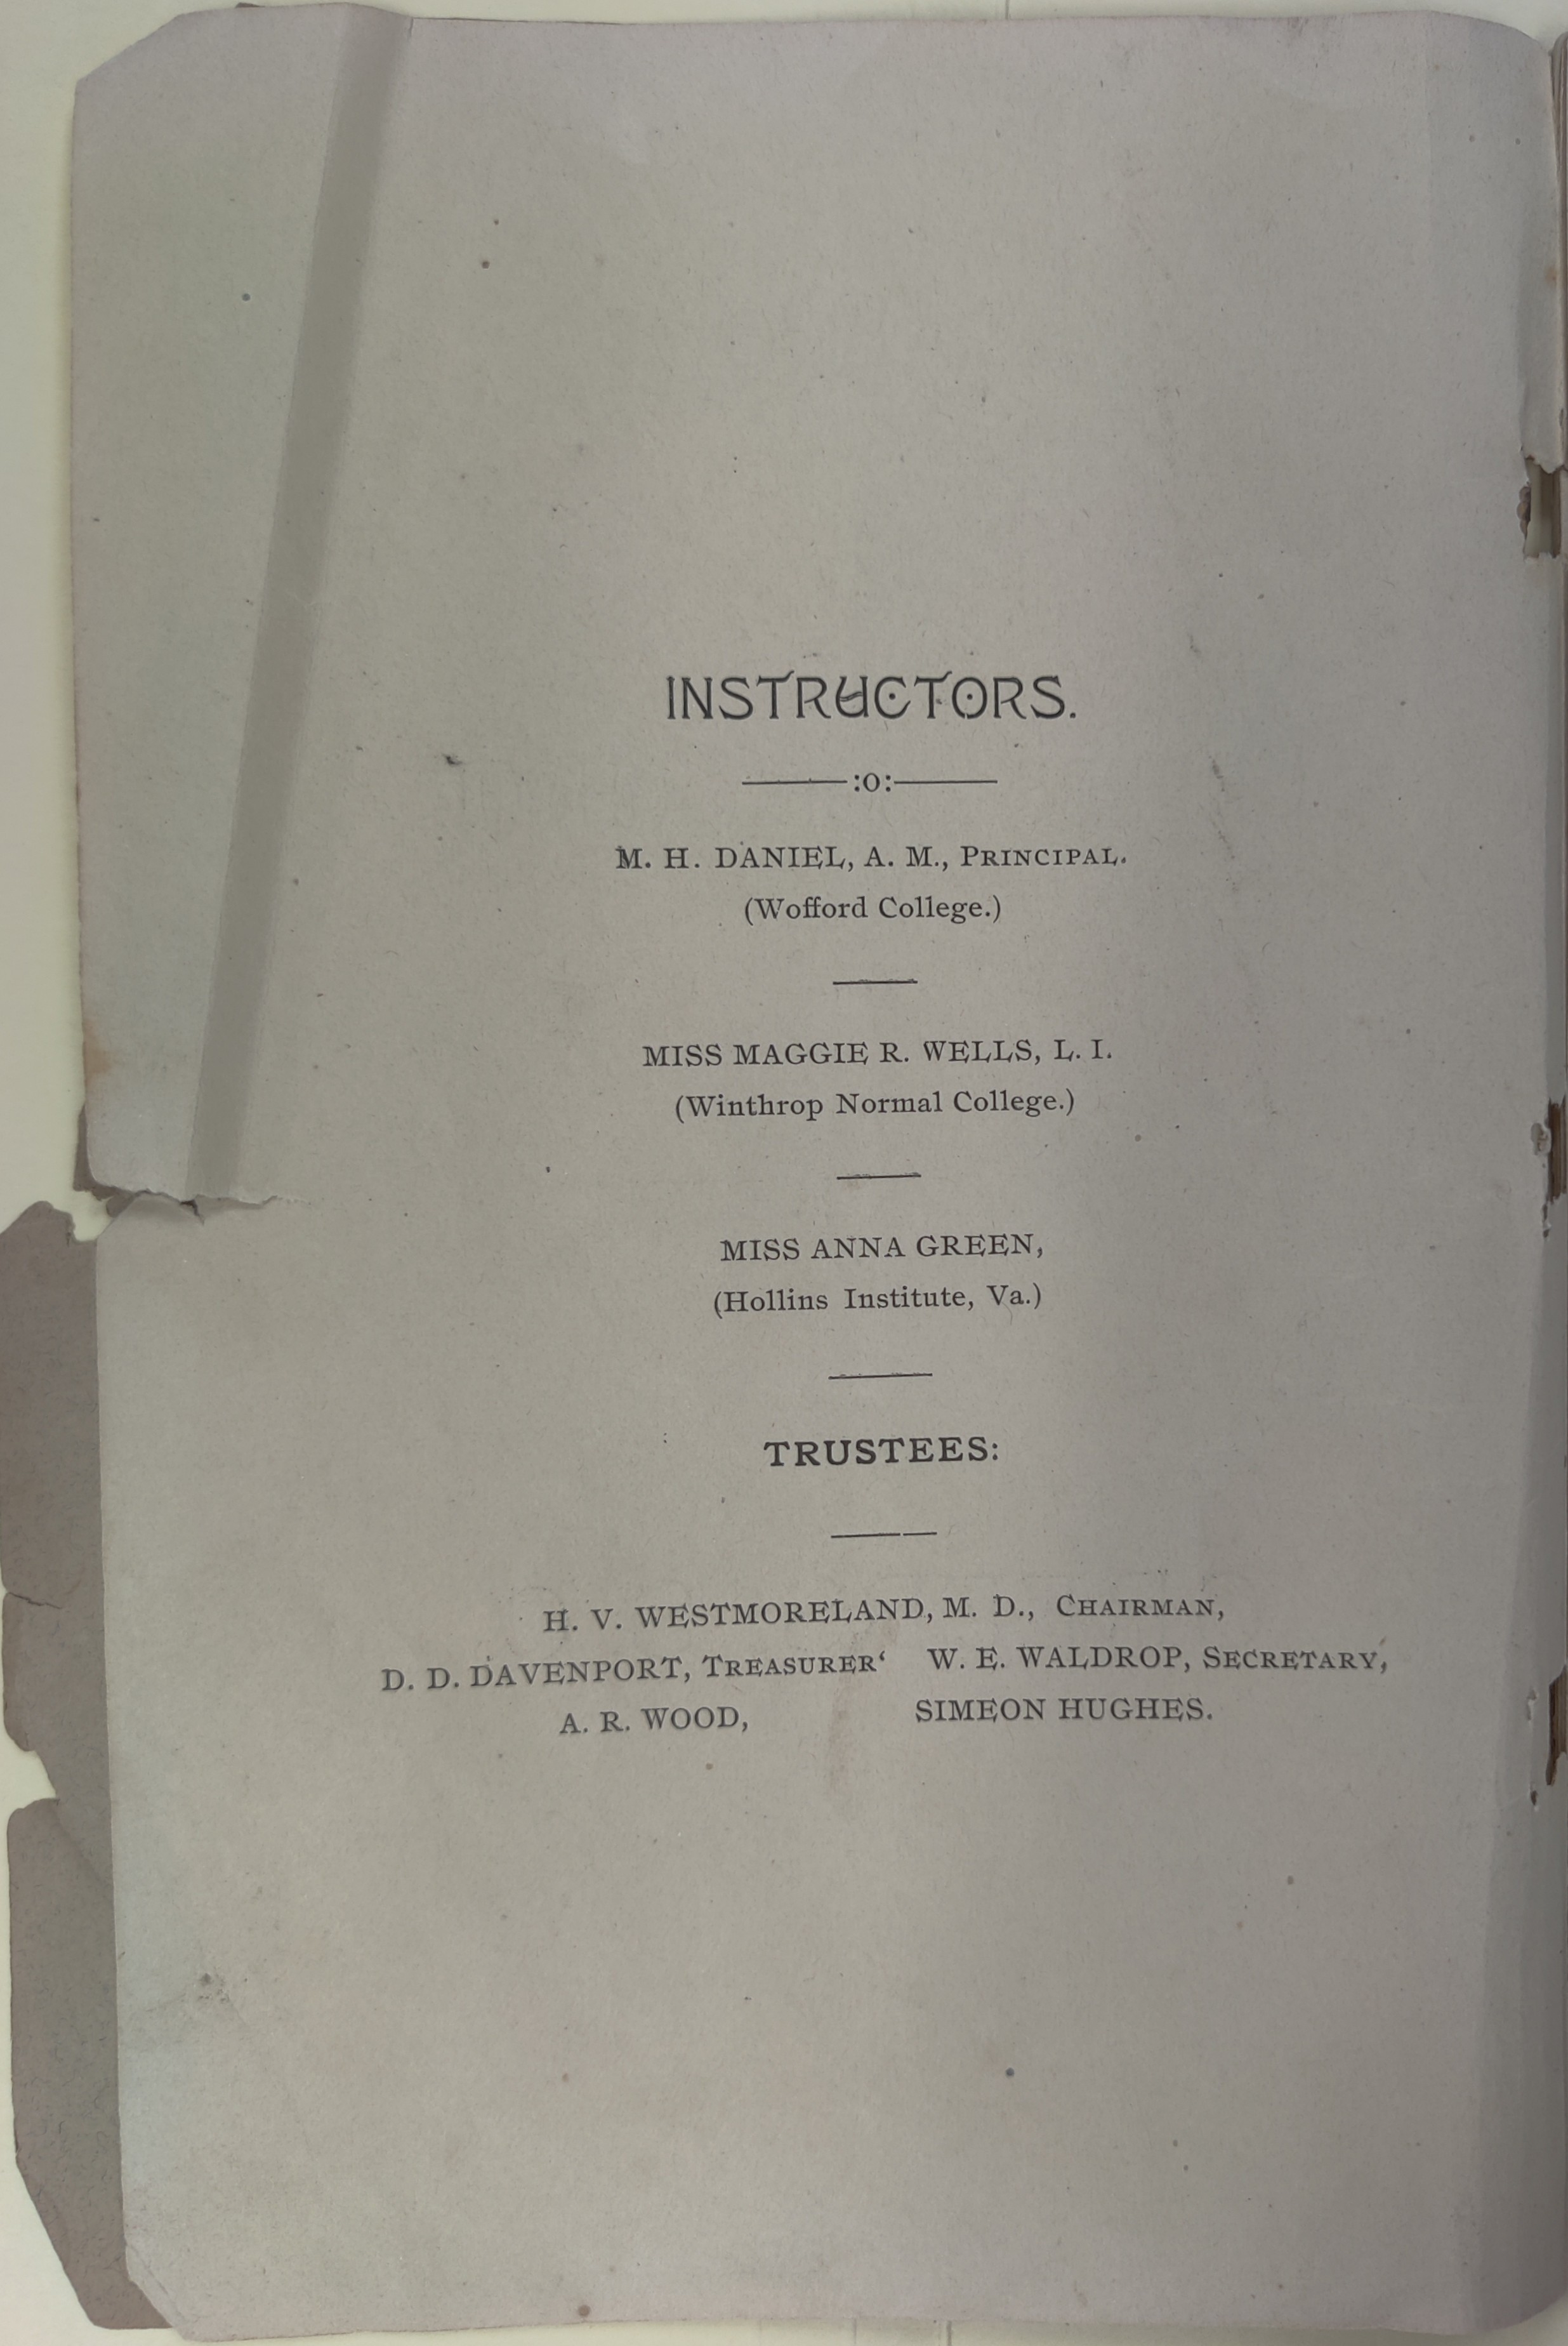 INSTRUCTORS.
:o:
M. H. DANIEL, A. M., PRINCIPAL.
(Wofford College.)
MISS MAGGIE R. WELLS, L. I.
(Winthrop Normal College.)
MISS ANNA GREEN,
(Hollins Institute, Va.)
TRUSTEES:
H. V. WESTMORELAND, M. D., CHAIRMAN,
D. D. DAVENPORT, TREASURER‘ W. E. WALDROP, SECRETARY,
A. R. WOOD, SIMEON HUGHES.